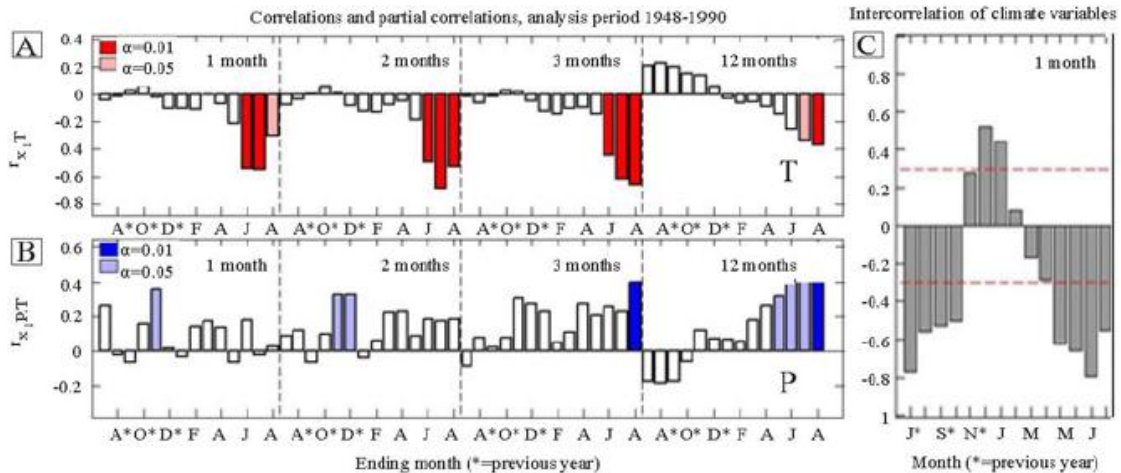 Correlations and partial correlations, analysis period 1948-1990
Intercorrelation of climate variables
A
0.4
0.2
0
-0.2
-0.4
-0.6
-0.8
r x1T
α=0.01
α=0.05
1 month
2 months
3 months
12 months
T
A* O* D* F A J A A* O* D* F A J A A* O* D* F A J A A* O* D* F A J A
B
0.6
0.4
0.2
0
-0.2
r x1P.T
α=0.01
α=0.05
1 month
2 months
3 months
12 months
P
A* O* D* F A J A A* O* D* F A J A A* O* D* F A J A A* O* D* F A J A
Ending month (*=previous year)
C
1 month
0.8
0.6
0.4
0.2
0
-0.2
-0.4
-0.6
-0.8
1
J* S* N* J M M J
Month (*=previous year)